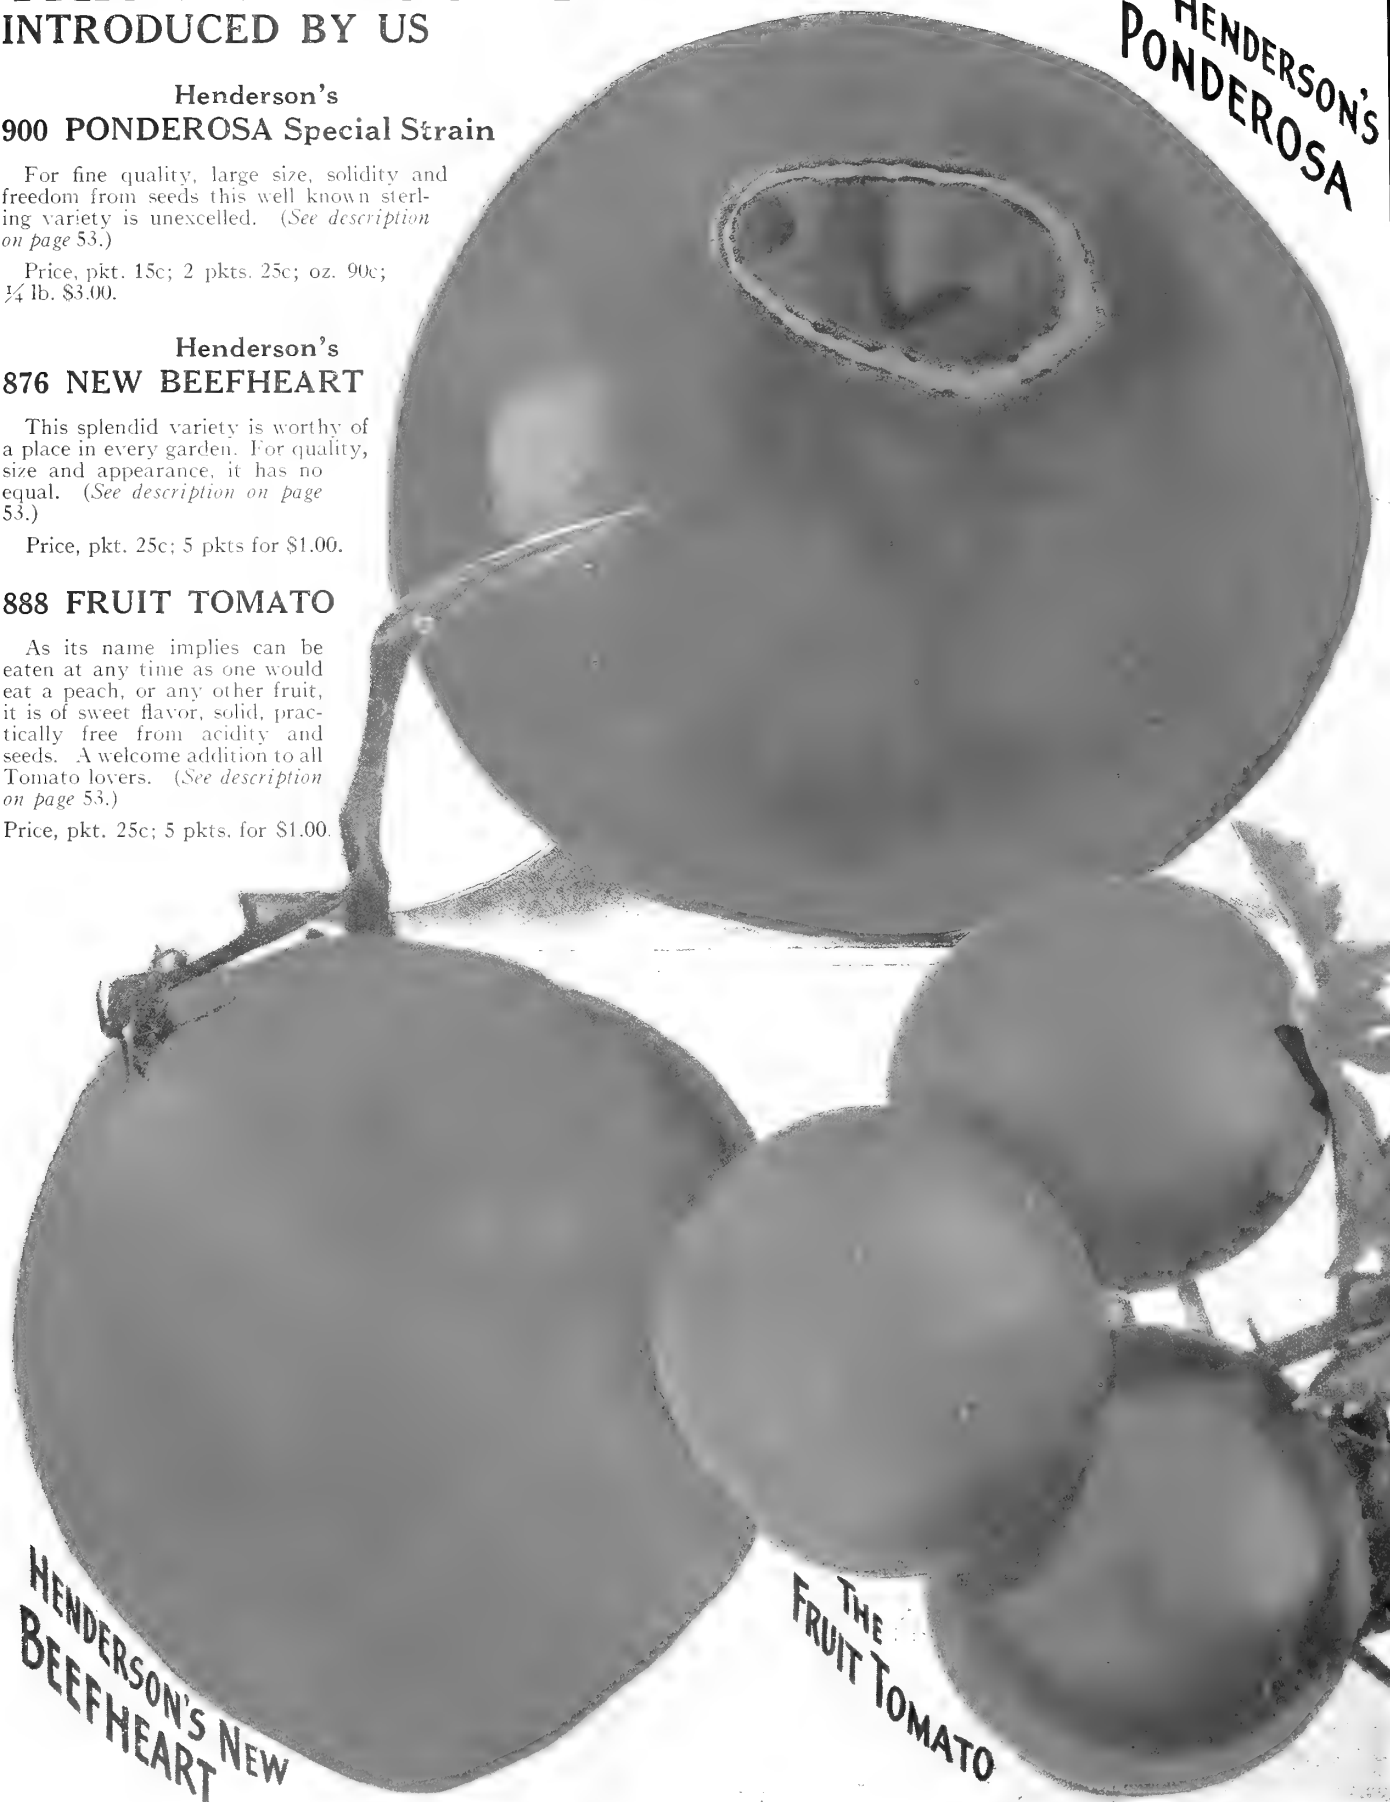 INTRODUCED BY US
Henderson's
900 PONDEROSA Special Strain
For fine quality, large size, solidity and
freedom from seeds this well known sterl-
ing variety is unexcelled. (See description
on page 53.)
Price, pkt. 15c; 2 pkts. 25c; oz. 90c;
¼ lb. $3.00.
Henderson's
876 NEW BEEFHEART
This splendid variety is worthy of
a place in every garden. For quality,
size and appearance, it has no
equal. (See description on page
53.)
Price, pkt. 25c; 5 pkts for $1.00.
888 FRUIT TOMATO
As its name implies can be
eaten at any time as one would
eat a peach, or any other fruit,
it is of sweet flavor, solid, prac-
tically free from acidity and
seeds. A welcome addition to all
Tomato lovers. (See description
on page 53.)
Price, pkt. 25c; 5 pkts. for $1.00.
HENDERSON'S
PONDEROSA
HENDERSON'S NEW
BEEFHEART
THE
FRUIT TOMATO